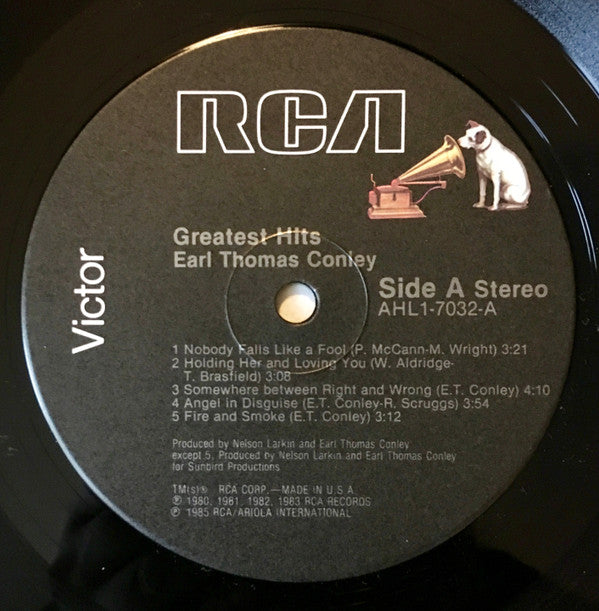 RCA
Victor
Greatest Hits
Earl Thomas Conley
Side A Stereo
AHL1-7032-A
1 Nobody Falls Like a Fool (P. McCann-M. Wright) 3:21
2 Holding Her and Loving You (W. Aldridge-
T. Brasfield) 3:08
3 Somewhere between Right and Wrong (E.T. Conley) 4:10
4 Angel in Disguise (E.T. Conley-R. Scruggs) 3:54
5 Fire and Smoke (E.T. Conley) 3:12
Produced by Nelson Larkin and Earl Thomas Conley
except 5, Produced by Nelson Larkin and Earl Thomas Conley
for Sunbird Productions
TM(s)® RCA CORP.—MADE IN U.S.A.
℗ 1980, 1981, 1982, 1983 RCA RECORDS
℗ 1985 RCA/ARIOLA INTERNATIONAL